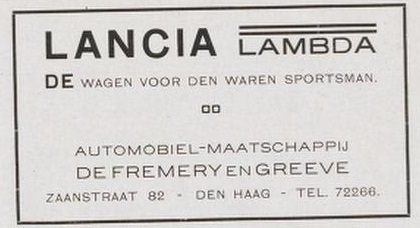 LANCIA LAMBDA
DE WAGEN VOOR DEN WAREN SPORTSMAN.
AUTOMOBIEL-MAATSCHAPPIJ
DE FREMERY EN GREEVE
ZAANSTRAAT 82 - DEN HAAG - TEL. 72266.